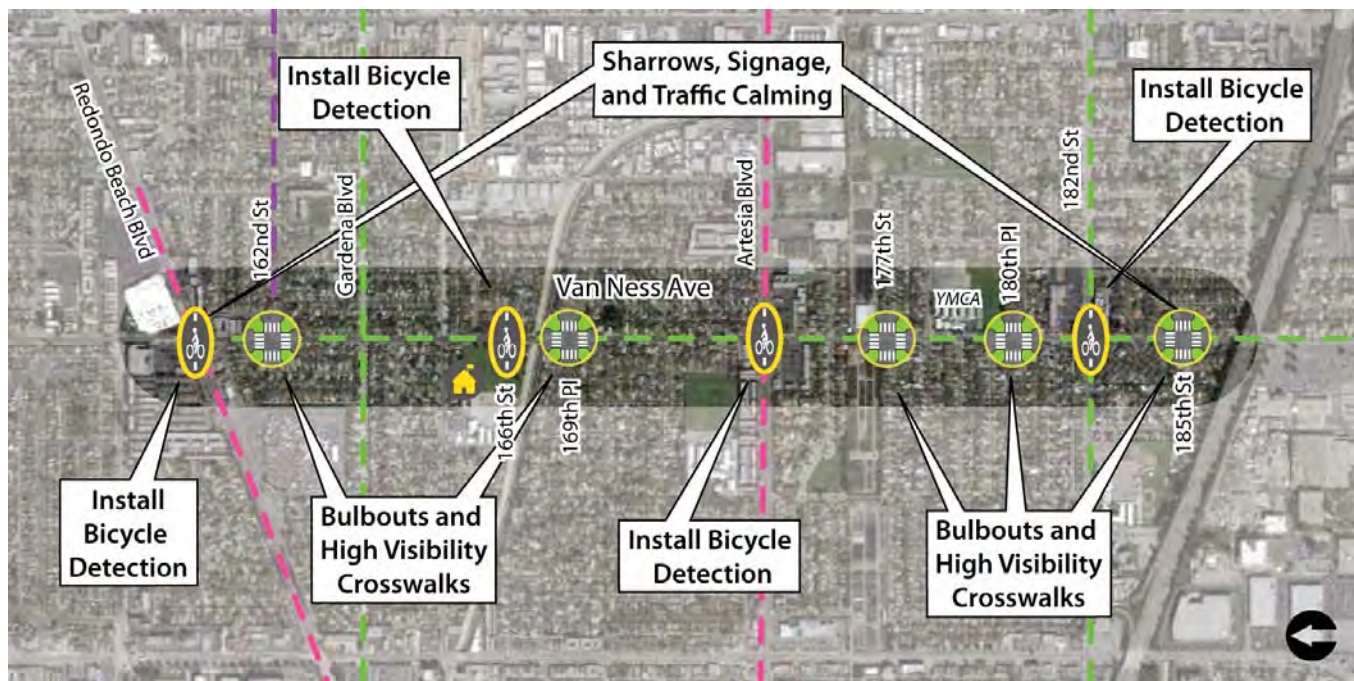 Install Bicycle
Detection
Sharrows, Signage,
and Traffic Calming
Install Bicycle
Detection
Redondo Beach Blvd
162nd St
Gardena Blvd
Artesia Blvd
177th St
180th Pl
182nd St
Van Ness Ave
YMCA
166th St
169th Pl
185th St
Install
Bicycle
Detection
Bulbouts and
High Visibility
Crosswalks
Install Bicycle
Detection
Bulbouts and
High Visibility
Crosswalks